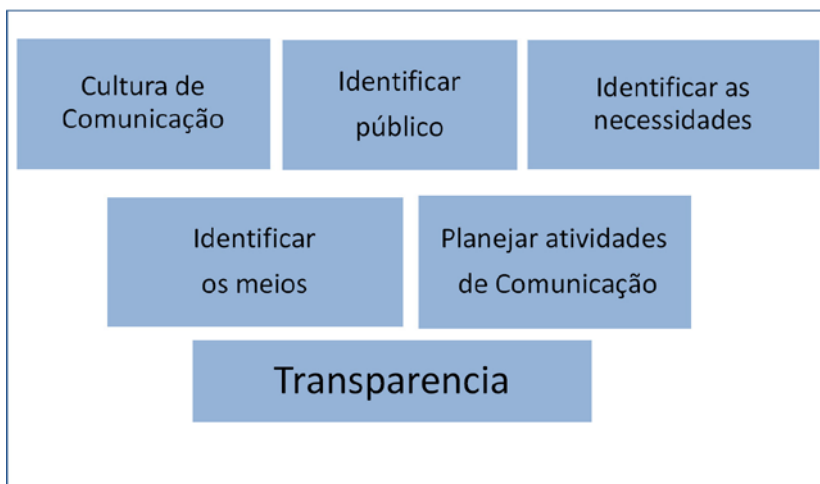 Cultura de
Comunicação
Identificar
público
Identificar as
necessidades
Identificar
os meios
Planejar atividades
de Comunicação
Transparencia